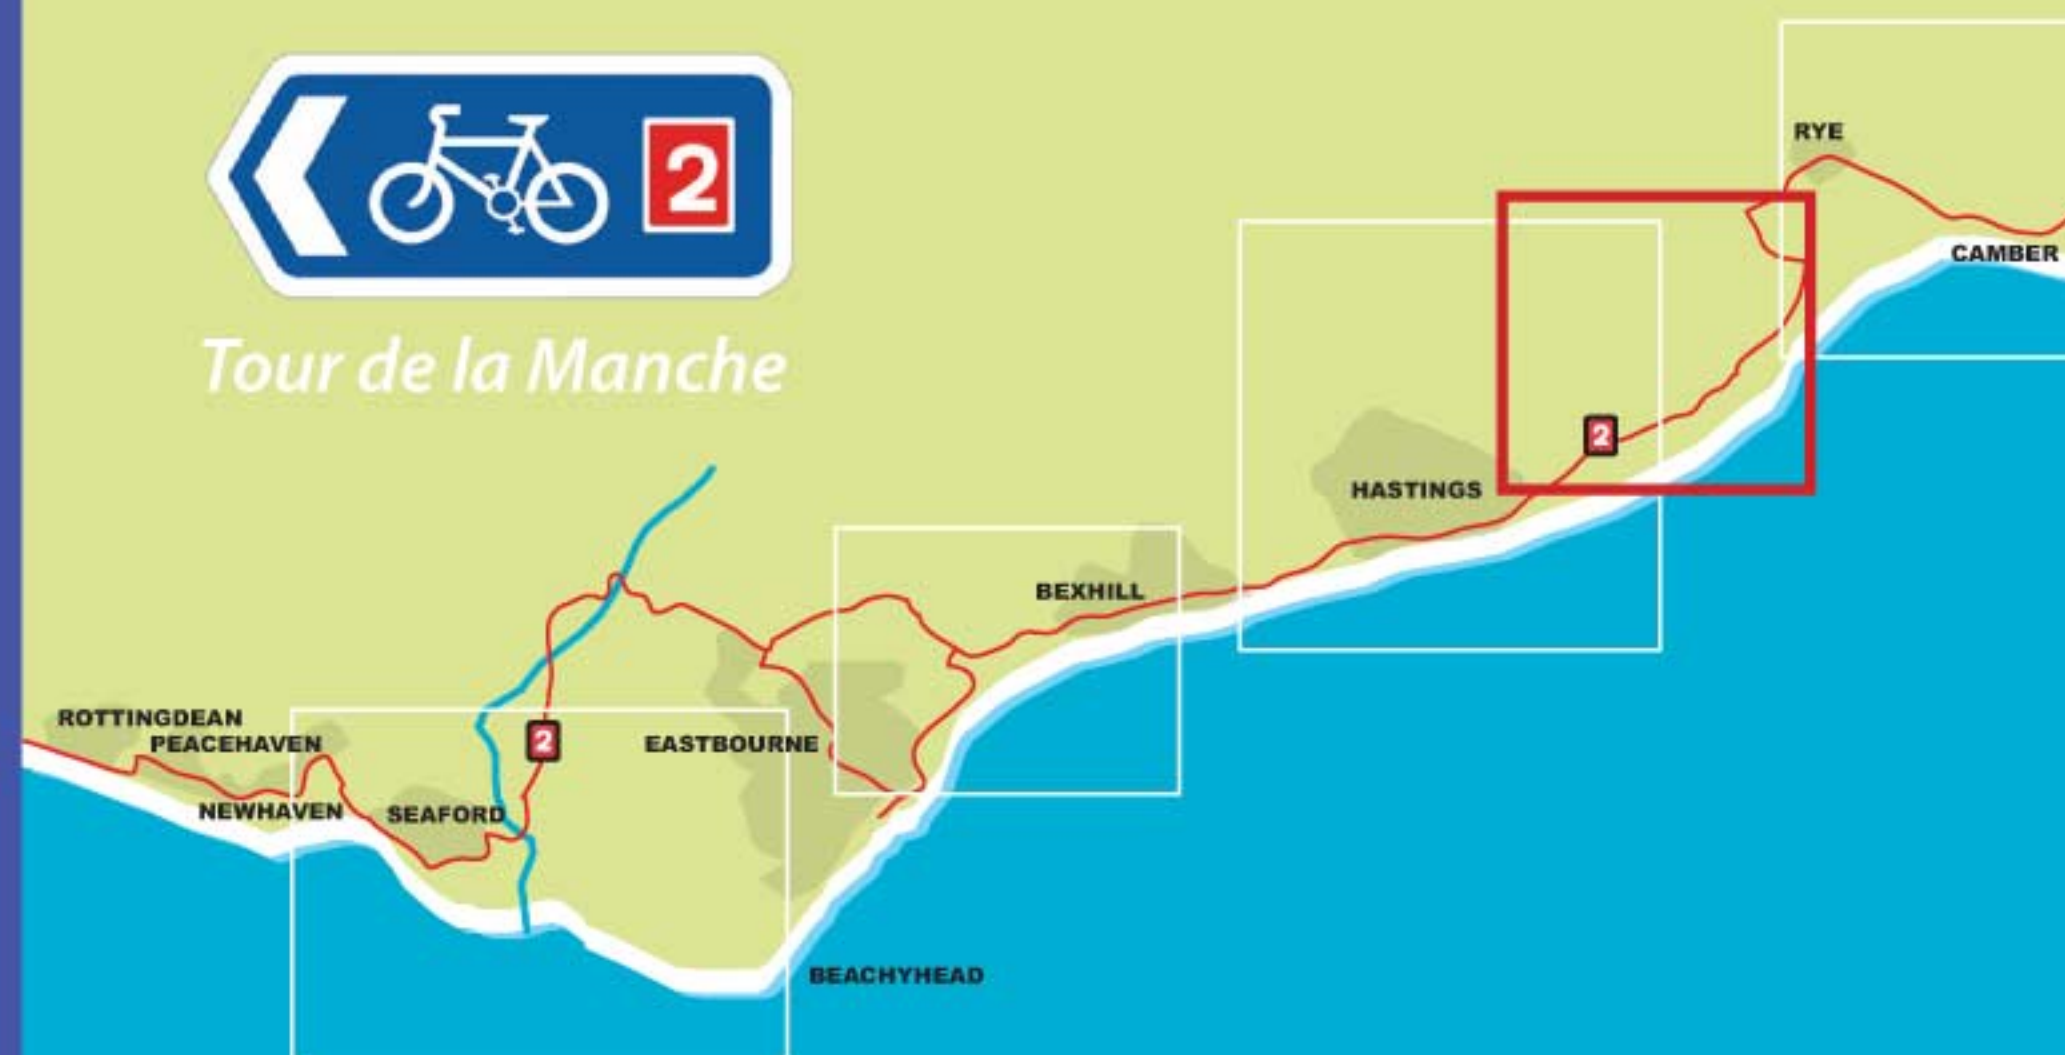 2
Tour de la Manche
RYE
CAMBER
2
HASTINGS
BEXHILL
ROTTINGDEAN
PEACEHAVEN
2
EASTBOURNE
NEWHAVEN
SEAFORD
BEACHYHEAD